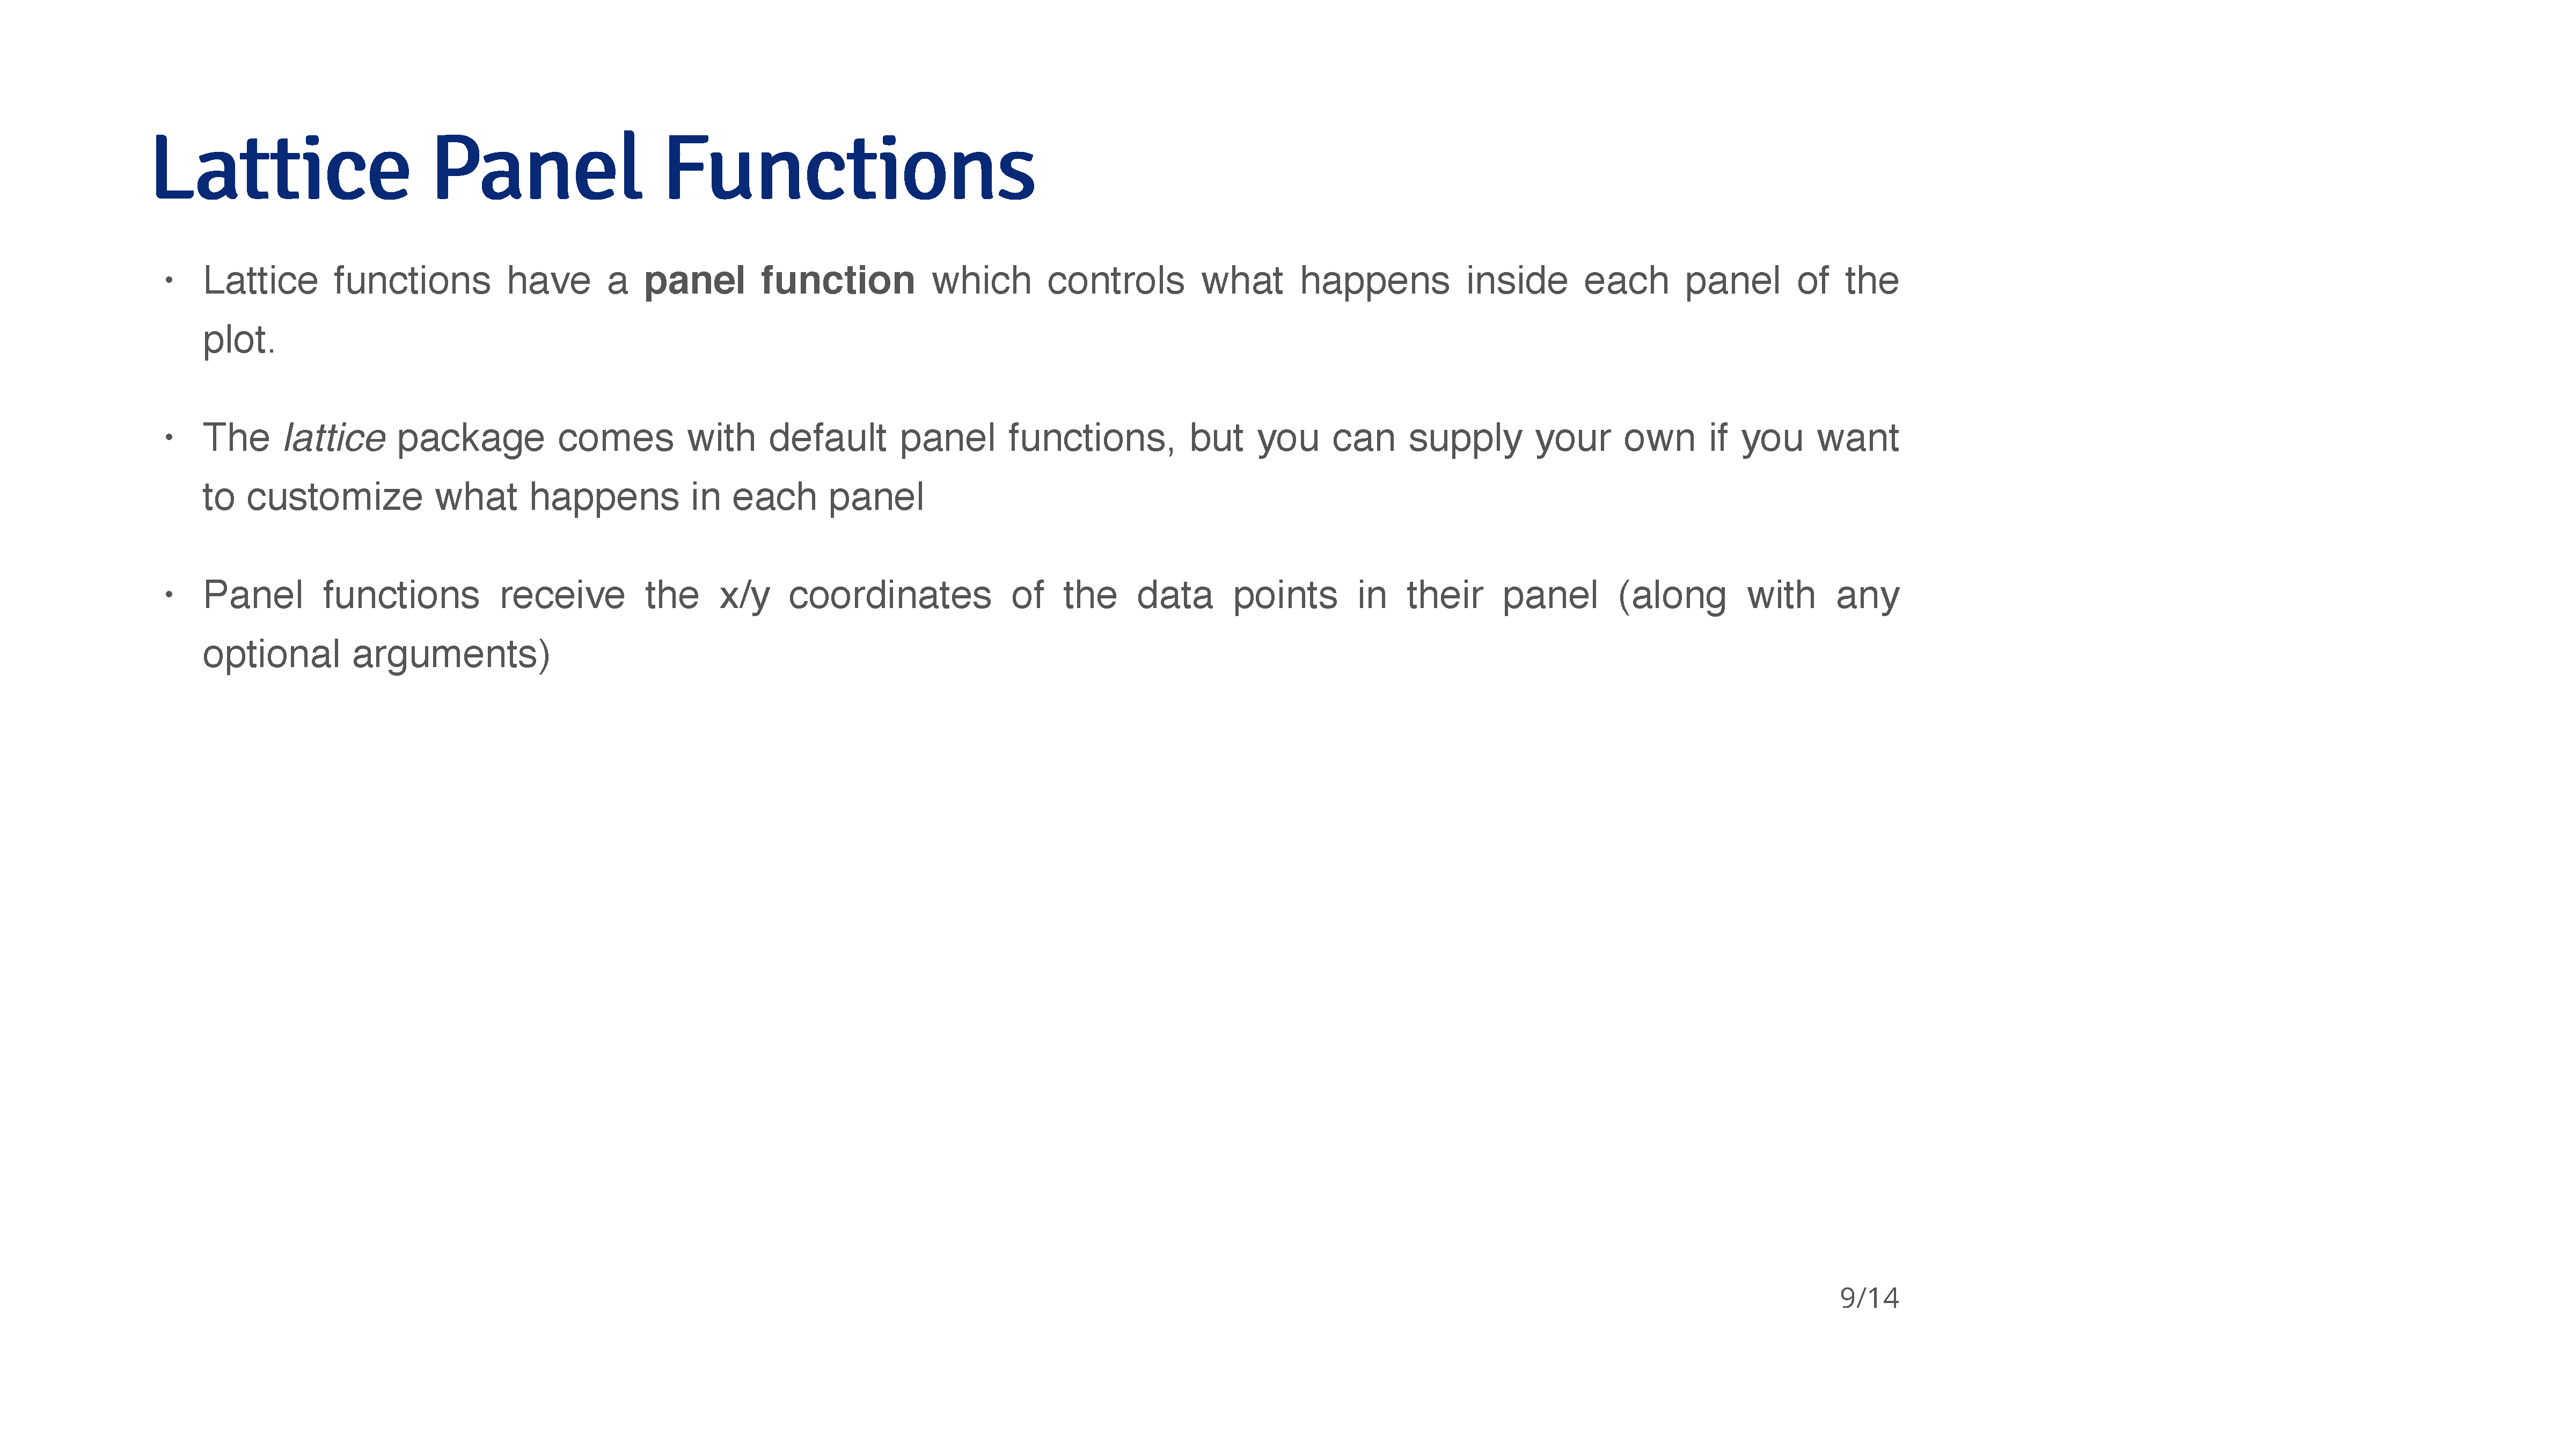 Lattice Panel Functions
· Lattice functions have a panel function which controls what happens inside each panel of the
plot.
· The lattice package comes with default panel functions, but you can supply your own if you want
to customize what happens in each panel
· Panel functions receive the x/y coordinates of the data points in their panel (along with any
optional arguments)
9/14